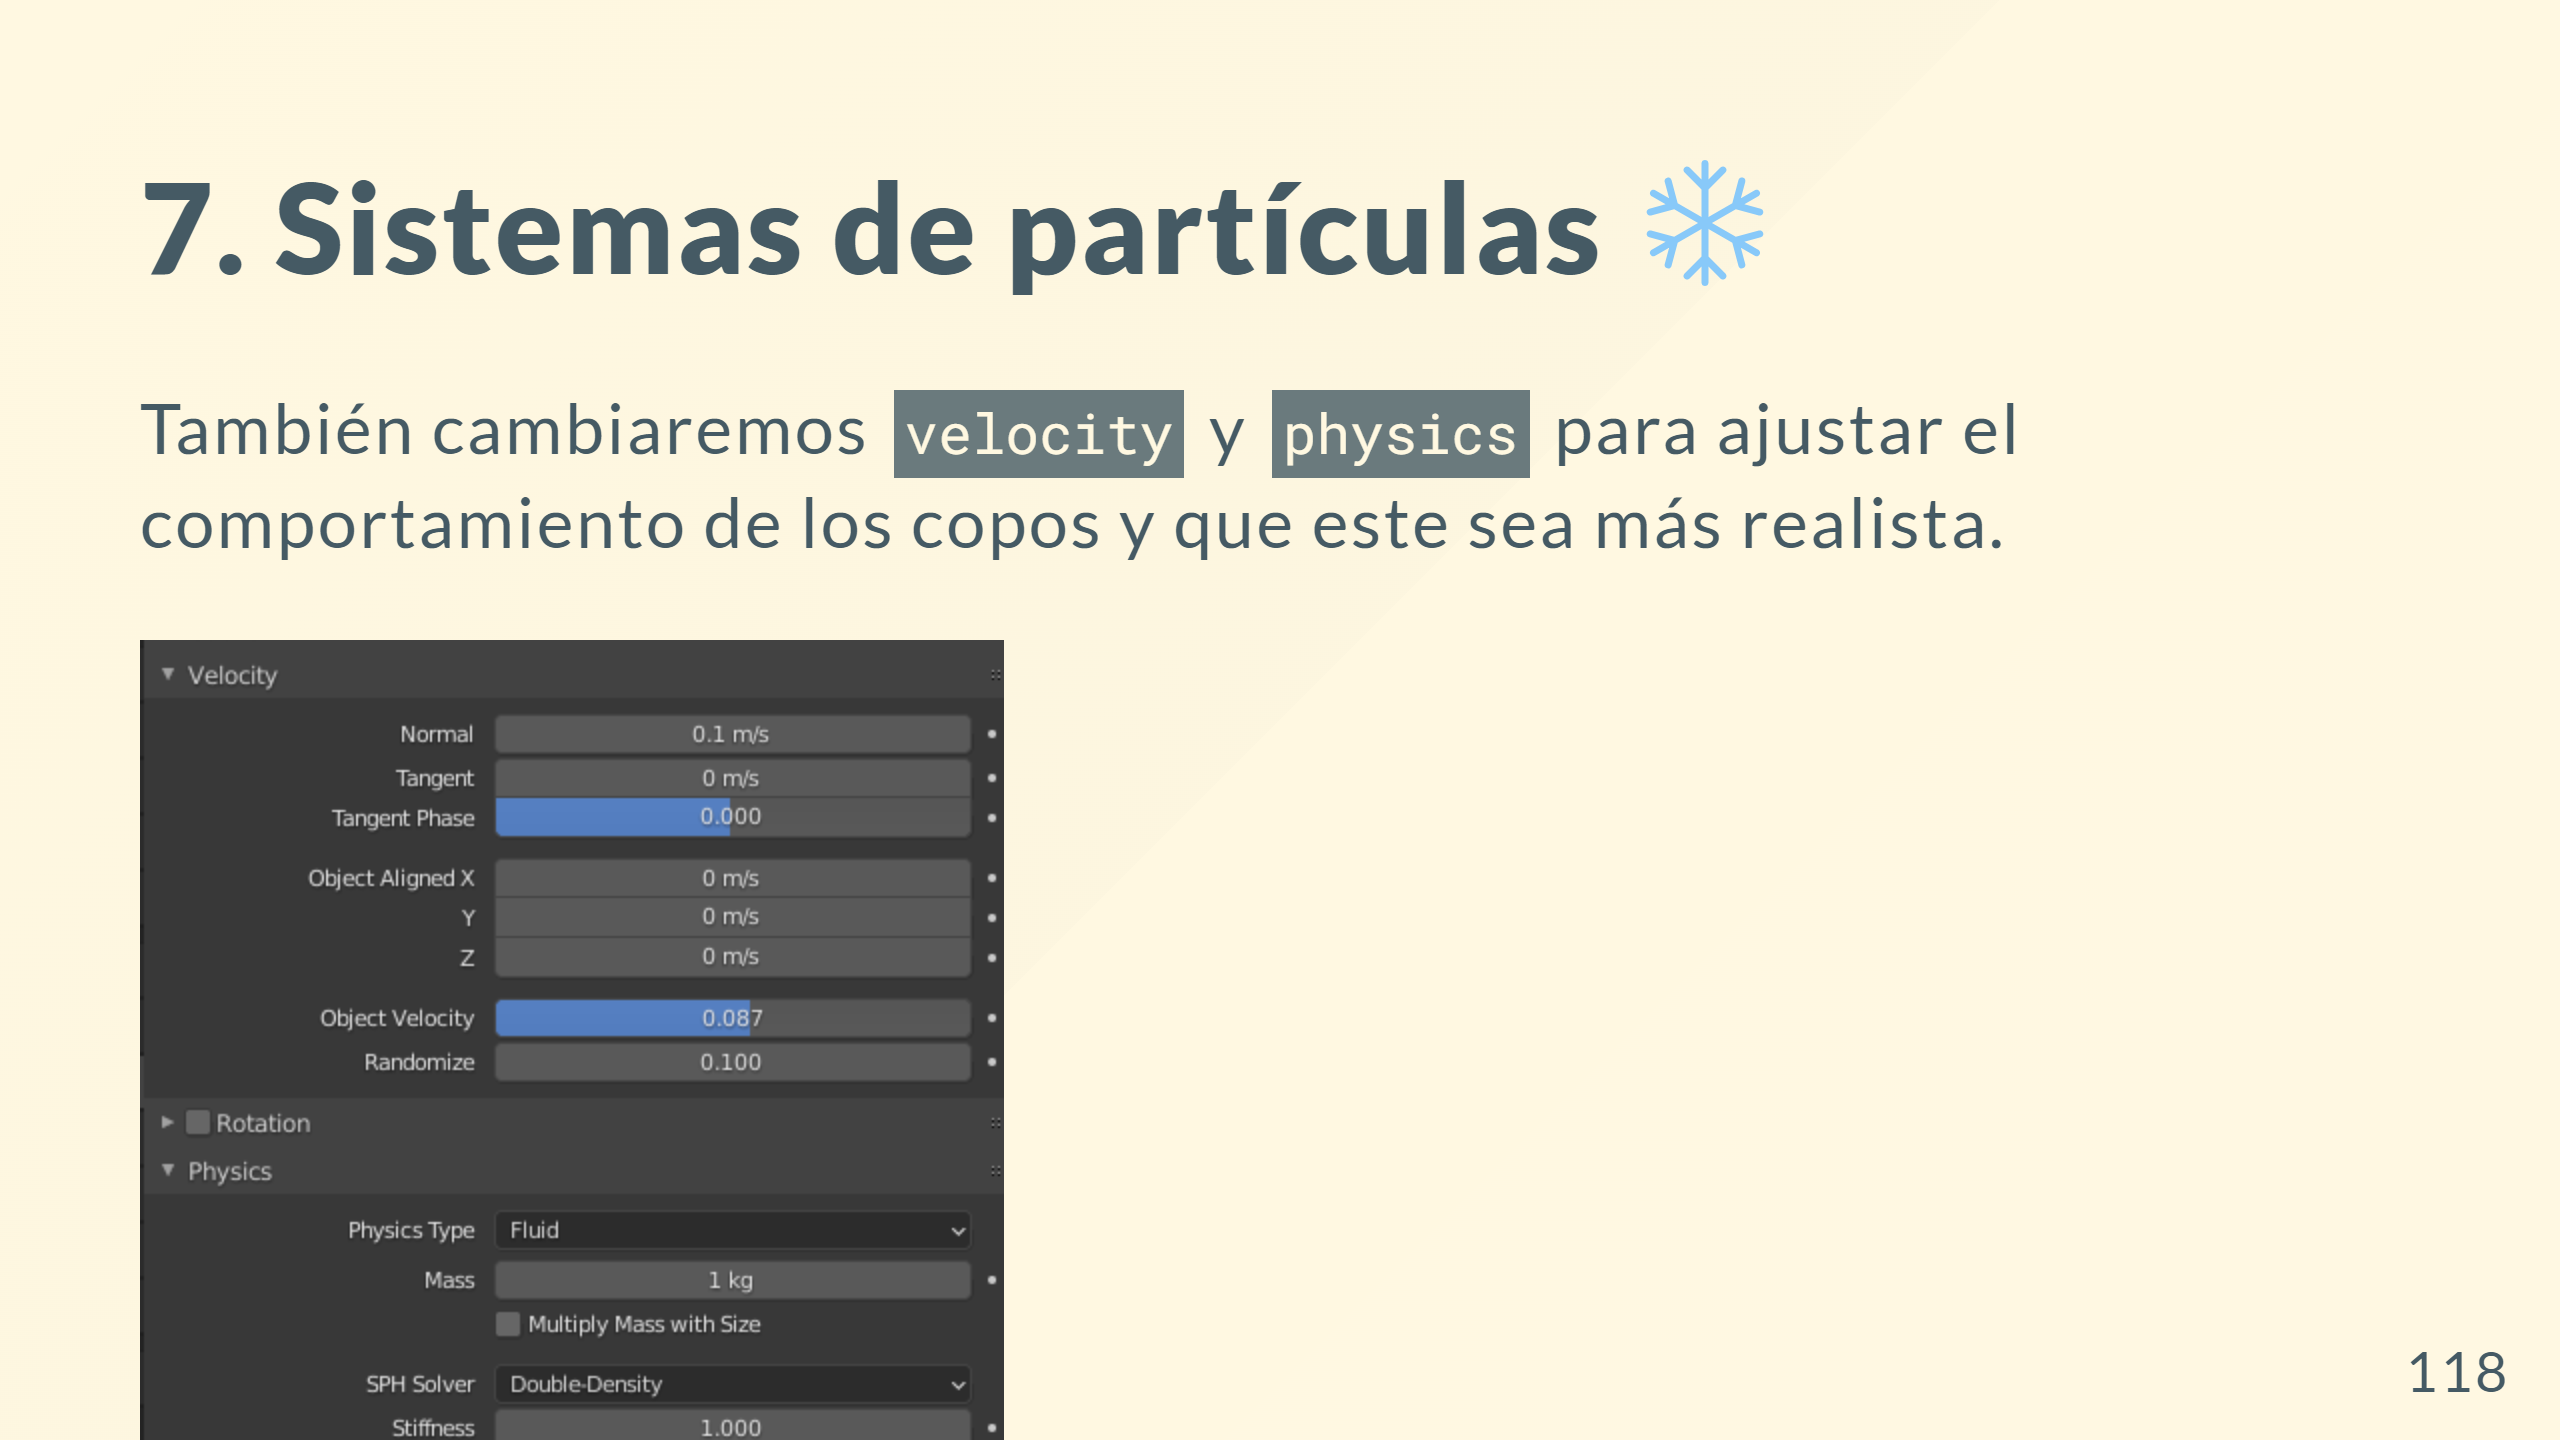 7. Sistemas de partículas ❄
También cambiaremos velocity y physics para ajustar el
comportamiento de los copos y que este sea más realista.
Velocity
Normal 0.1 m/s
Tangent 0 m/s
Tangent Phase 0.000
Object Aligned X 0 m/s
Y 0 m/s
Z 0 m/s
Object Velocity 0.087
Randomize 0.100
Rotation
Physics
Physics Type Fluid
Mass 1 kg
Multiply Mass with Size
SPH Solver Double-Density
Stiffness 1.000
118